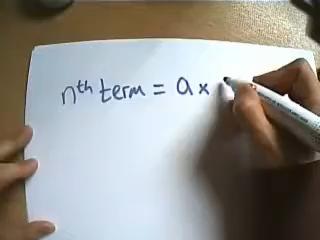 nth term = a x